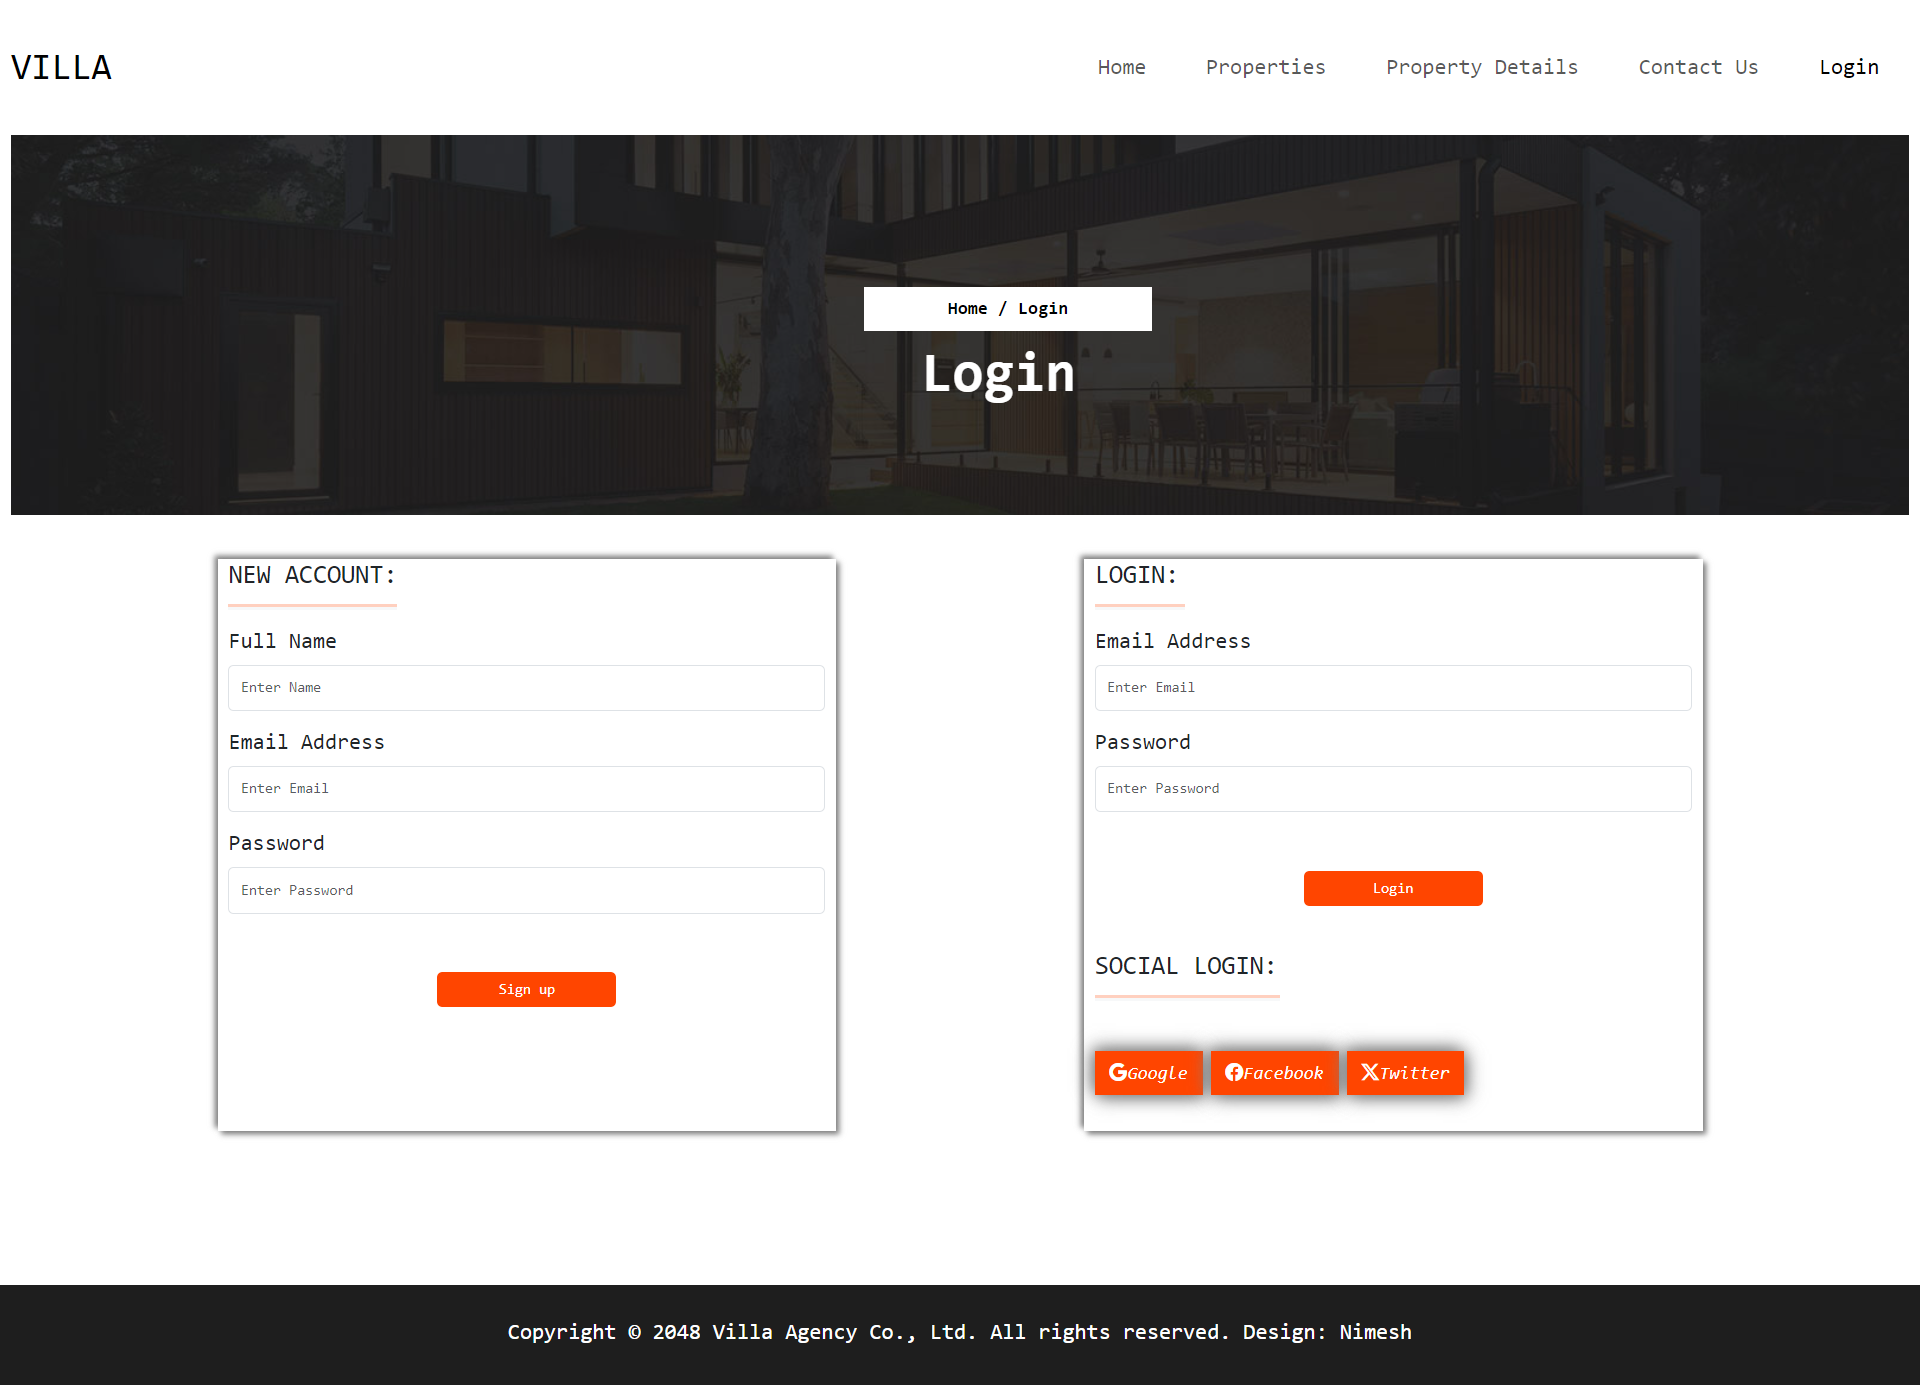 VILLA
Home Properties Property Details Contact Us Login
Home / Login
Login
NEW ACCOUNT:
Full Name
Enter Name
Email Address
Enter Email
Password
Enter Password
Sign up
LOGIN:
Email Address
Enter Email
Password
Enter Password
Login
SOCIAL LOGIN:
Google Facebook Twitter
Copyright © 2048 Villa Agency Co., Ltd. All rights reserved. Design: Nimesh